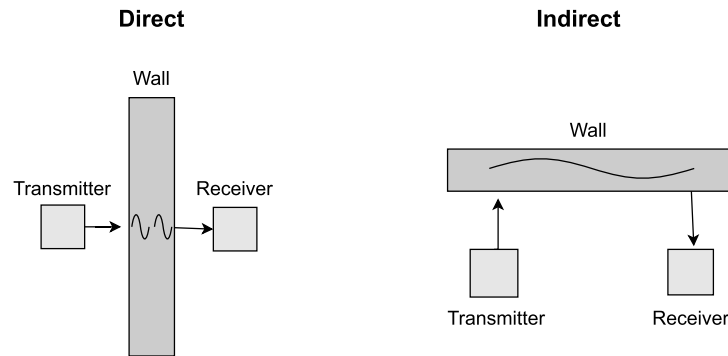 Direct
Indirect
Wall
Wall
Transmitter
Receiver
Transmitter
Receiver